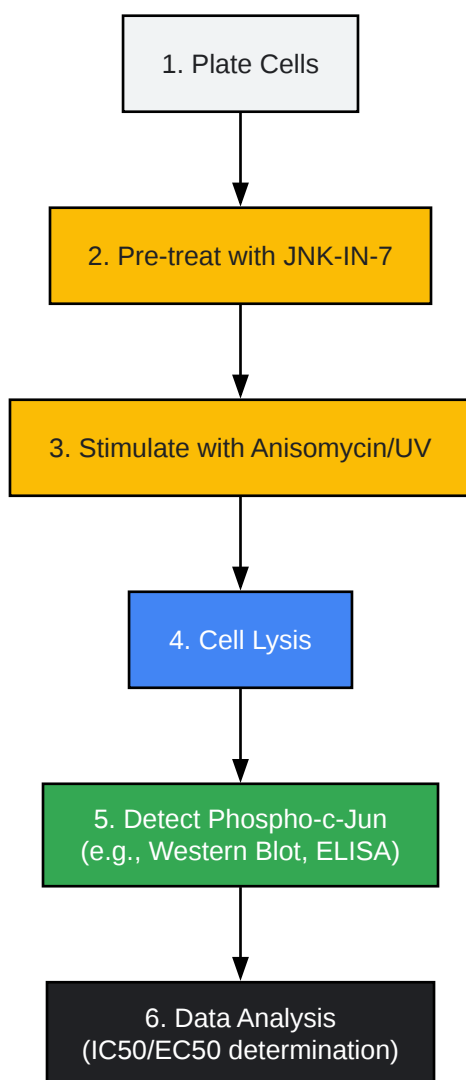 1. Plate Cells
2. Pre-treat with JNK-IN-7
3. Stimulate with Anisomycin/UV
4. Cell Lysis
5. Detect Phospho-c-Jun
(e.g., Western Blot, ELISA)
6. Data Analysis
(IC50/EC50 determination)